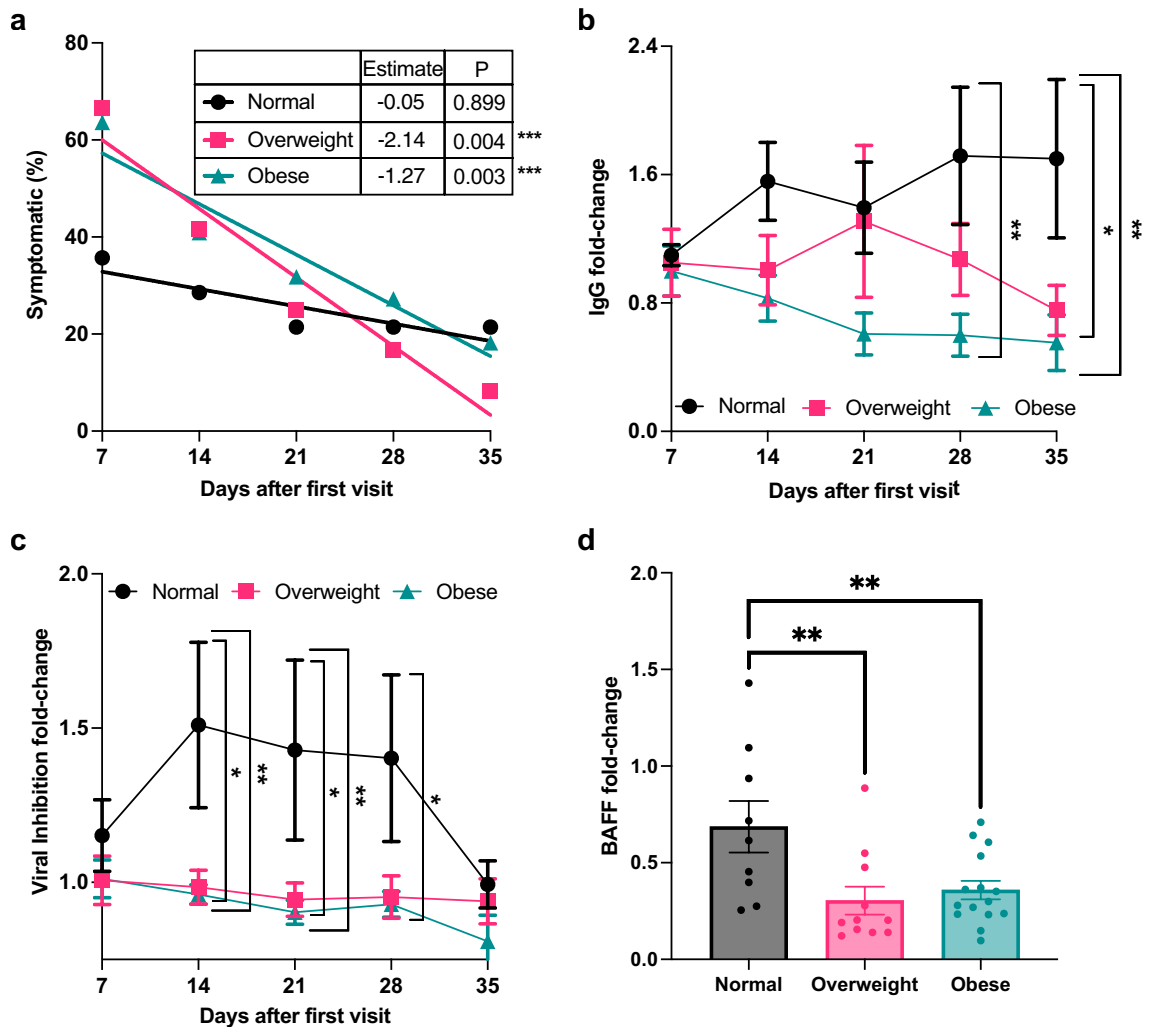 a
80
60
40
20
0
Symptomatic (%)
Estimate P
Normal -0.05 0.899
Overweight -2.14 0.004 ***
Obese -1.27 0.003 ***
7 14 21 28 35
Days after first visit
b
2.4
1.6
0.8
0.0
IgG fold-change
** * **
Normal Overweight Obese
7 14 21 28 35
Days after first visit
c
2.0
1.5
1.0
Viral Inhibition fold-change
Normal Overweight Obese
* ** * ** *
7 14 21 28 35
Days after first visit
d
2.0
1.5
1.0
0.5
0.0
BAFF fold-change
**
**
Normal Overweight Obese